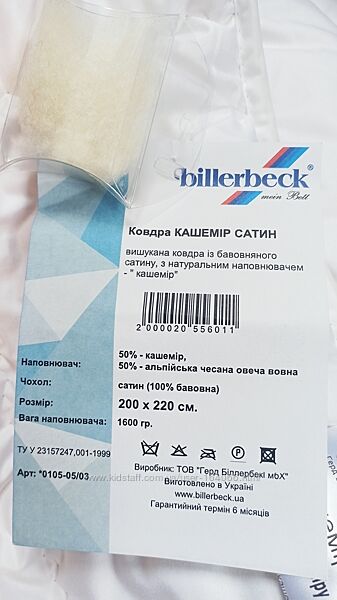 billerbeck®
mein Bett
Ковдра КАШЕМІР САТИН
вишукана ковдра із бавовняного
сатину, з натуральним наповнювачем
- " кашемір"
2 000020 556011
Наповнювач: 50% - кашемір,
50% - альпійська чесана овеча вовна
Чохол: сатин (100% бавовна)
Розмір: 200 х 220 см.
Вага наповнювача: 1600 гр.
ТУ У 23157247,001-1999
Арт: *0105-05/03
Виробник: ТОВ "Герд Біллербекі мбХ"
Виготовлено в Україні
www.billerbeck.ua
Гарантийний термін 6 місяців